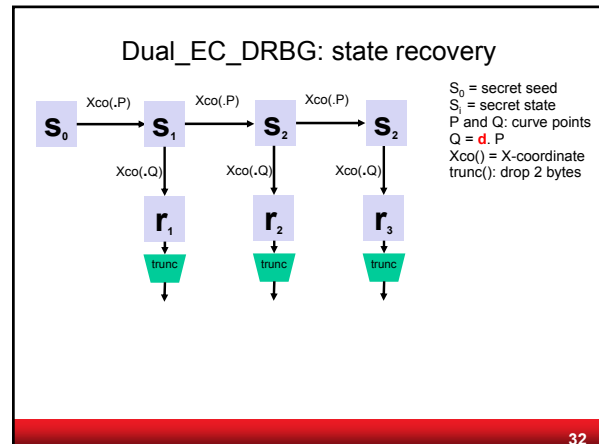 Dual_EC_DRBG: state recovery
Xco(.P) Xco(.P) Xco(.P)
S0 S1 S2 S2
Xco(.Q) Xco(.Q) Xco(.Q)
r1 r2 r3
trunc trunc trunc
S0 = secret seed
Si = secret state
P and Q: curve points
Q = d. P
Xco() = X-coordinate
trunc(): drop 2 bytes
32